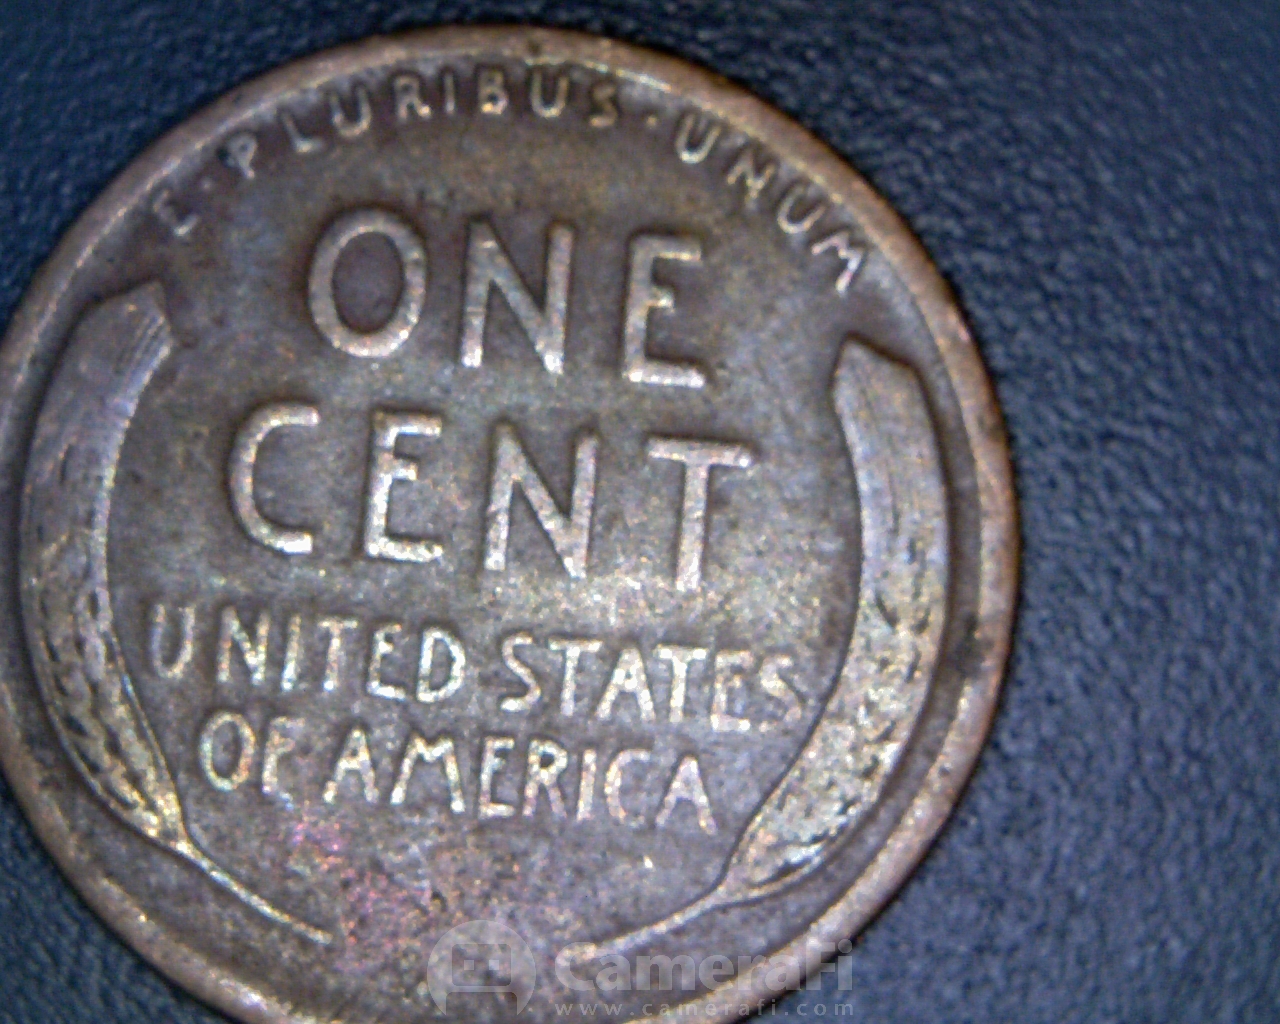 E · PLURIBUS · UNUM
ONE
CENT
UNITED STATES
OF AMERICA
CameraFi
www.camerafi.com